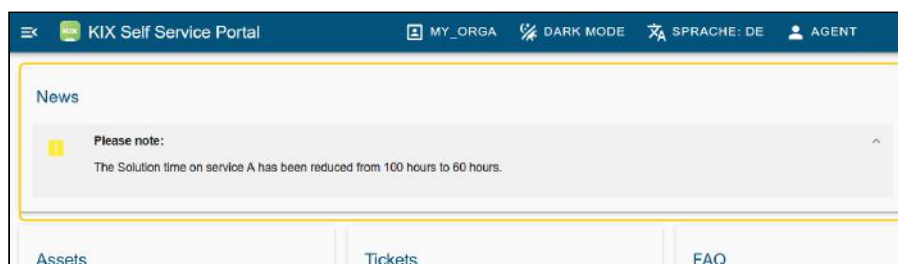 KIX Self Service Portal MY_ORGA DARK MODE SPRACHE: DE AGENT
News
Please note:
The Solution time on service A has been reduced from 100 hours to 60 hours.
Assets Tickets FAQ